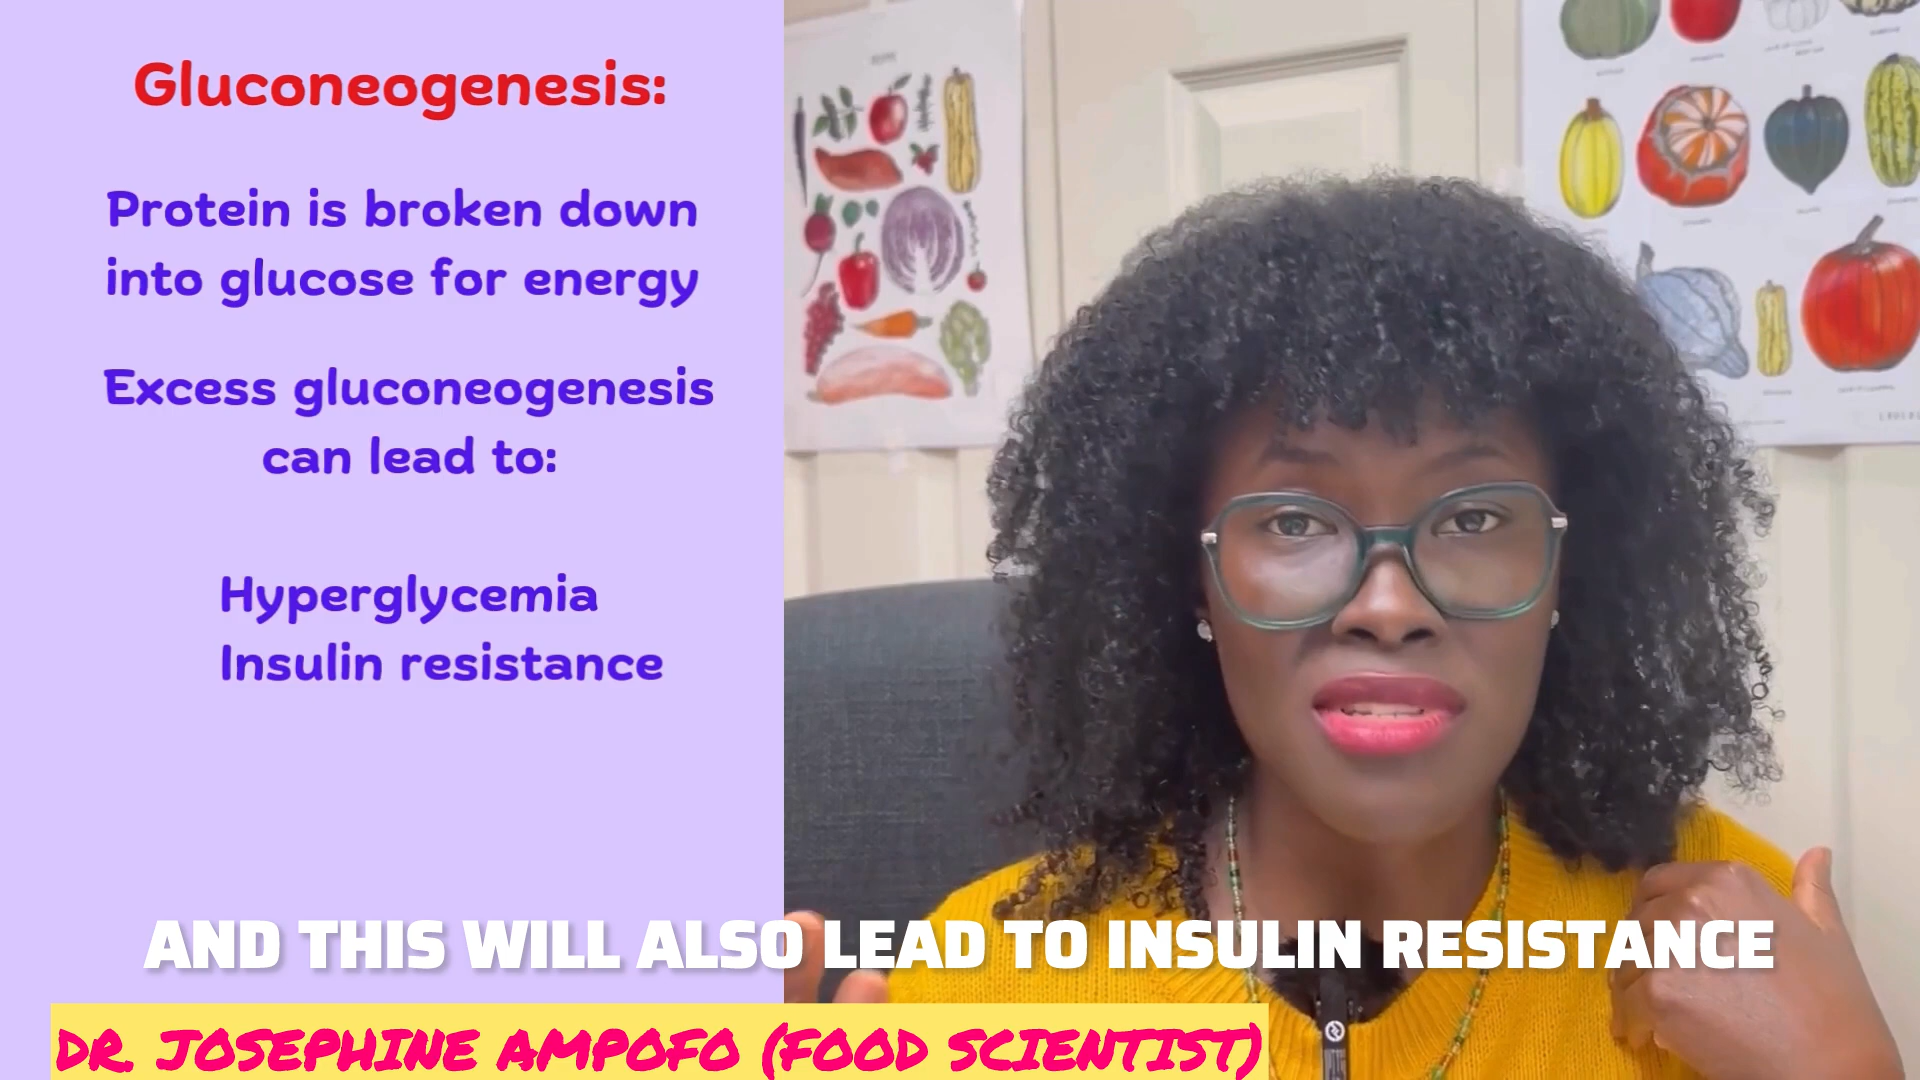 Gluconeogenesis:
Protein is broken down
into glucose for energy
Excess gluconeogenesis
can lead to:
Hyperglycemia
Insulin resistance
AND THIS WILL ALSO LEAD TO INSULIN RESISTANCE
DR. JOSEPHINE AMPOFO (FOOD SCIENTIST)